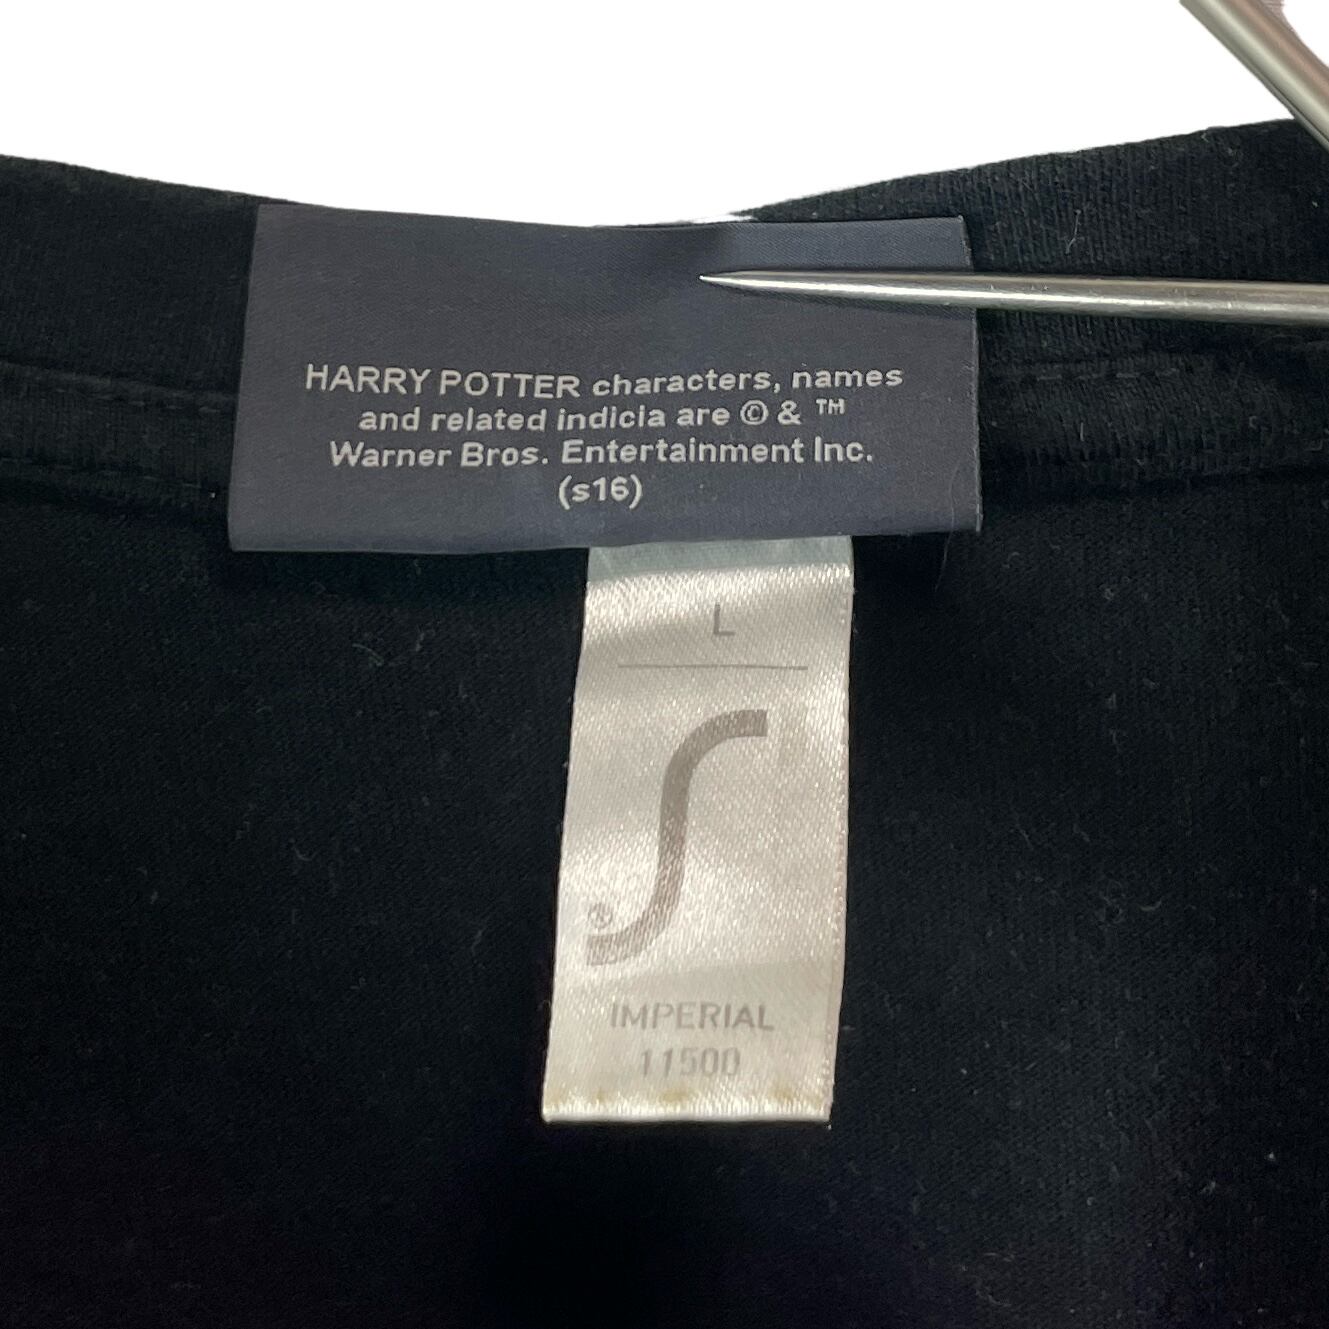 HARRY POTTER characters, names
and related indicia are © & ™
Warner Bros. Entertainment Inc.
(s16)
L
S
®
IMPERIAL
11500